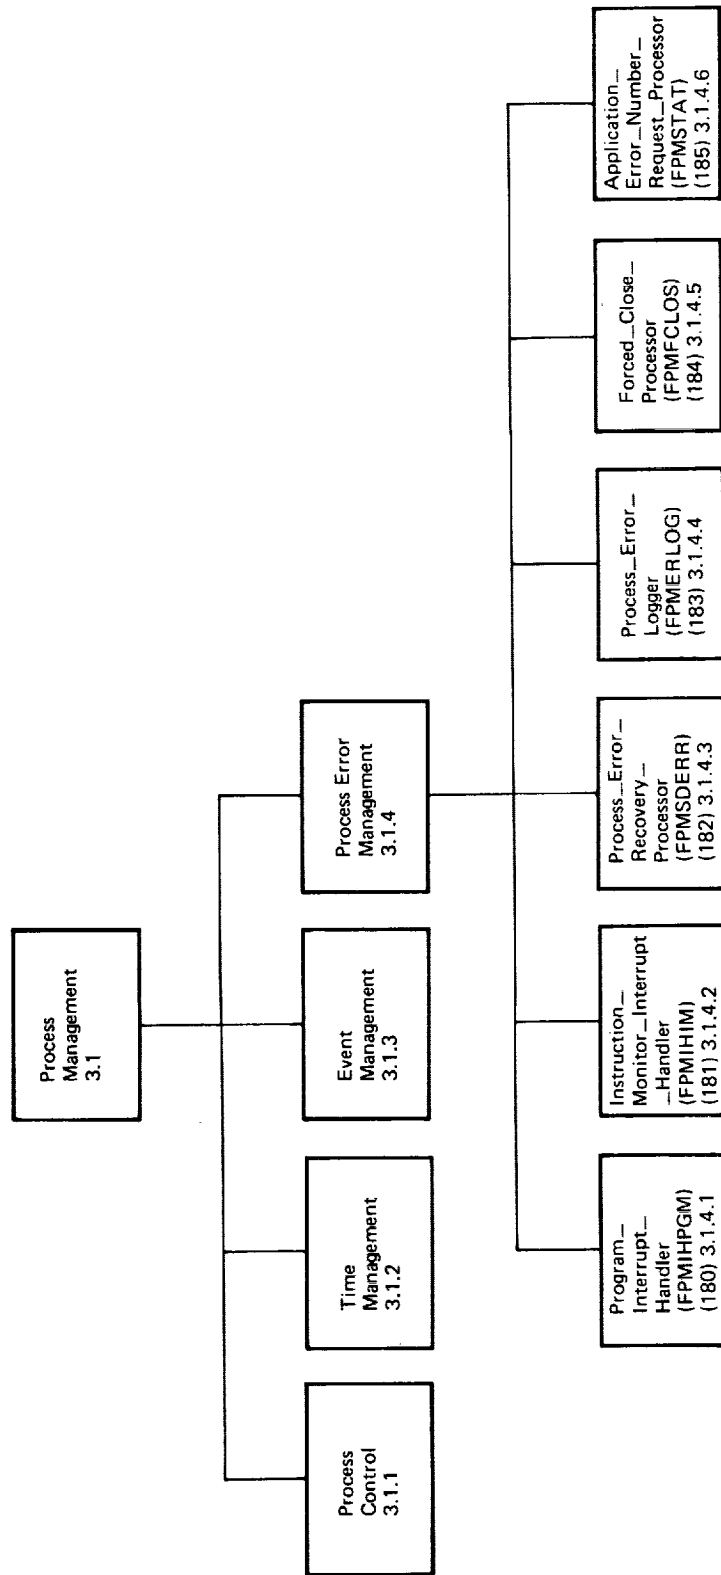 Process
Management
3.1
Process
Control
3.1.1
Time
Management
3.1.2
Event
Management
3.1.3
Process Error
Management
3.1.4
Program_
Interrupt_
Handler
(FPMIHPGM)
(180) 3.1.4.1
Instruction_
Monitor_Interrupt
_Handler
(FPMIHIM)
(181) 3.1.4.2
Process_Error_
Recovery_
Processor
(FPMSDERR)
(182) 3.1.4.3
Process_Error_
Logger
(FPMERLOG)
(183) 3.1.4.4
Forced_Close_
Processor
(FPMFCLOS)
(184) 3.1.4.5
Application_
Error_Number_
Request_Processor
(FPMSTAT)
(185) 3.1.4.6